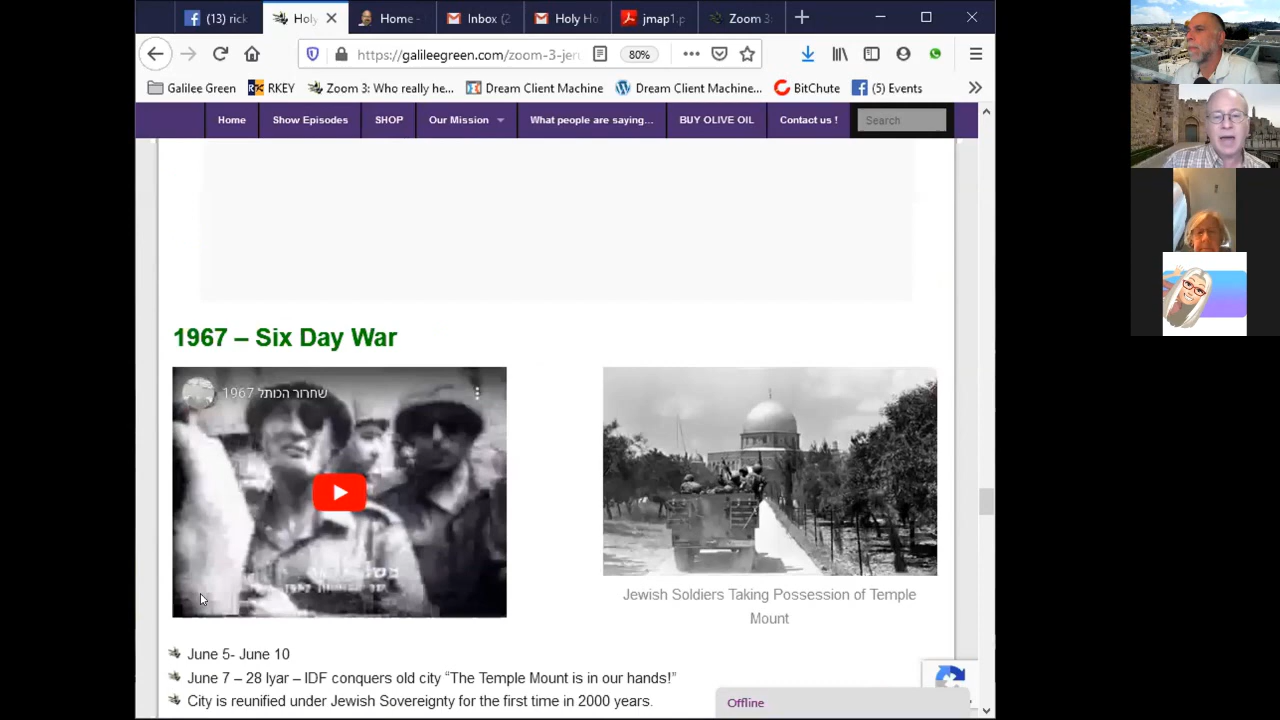 (13) rick
Holy
Home -
Inbox (2
Holy Ho
jmap1.p
Zoom 3:
https://galileegreen.com/zoom-3-jer
80%
Galilee Green
RKEY
Zoom 3: Who really he...
Dream Client Machine
Dream Client Machine...
BitChute
(5) Events
Home
Show Episodes
SHOP
Our Mission
What people are saying...
BUY OLIVE OIL
Contact us !
Search
1967 – Six Day War
שחרור הכותל 1967
Jewish Soldiers Taking Possession of Temple
Mount
June 5- June 10
June 7 – 28 Iyar – IDF conquers old city “The Temple Mount is in our hands!”
City is reunified under Jewish Sovereignty for the first time in 2000 years.
Offline